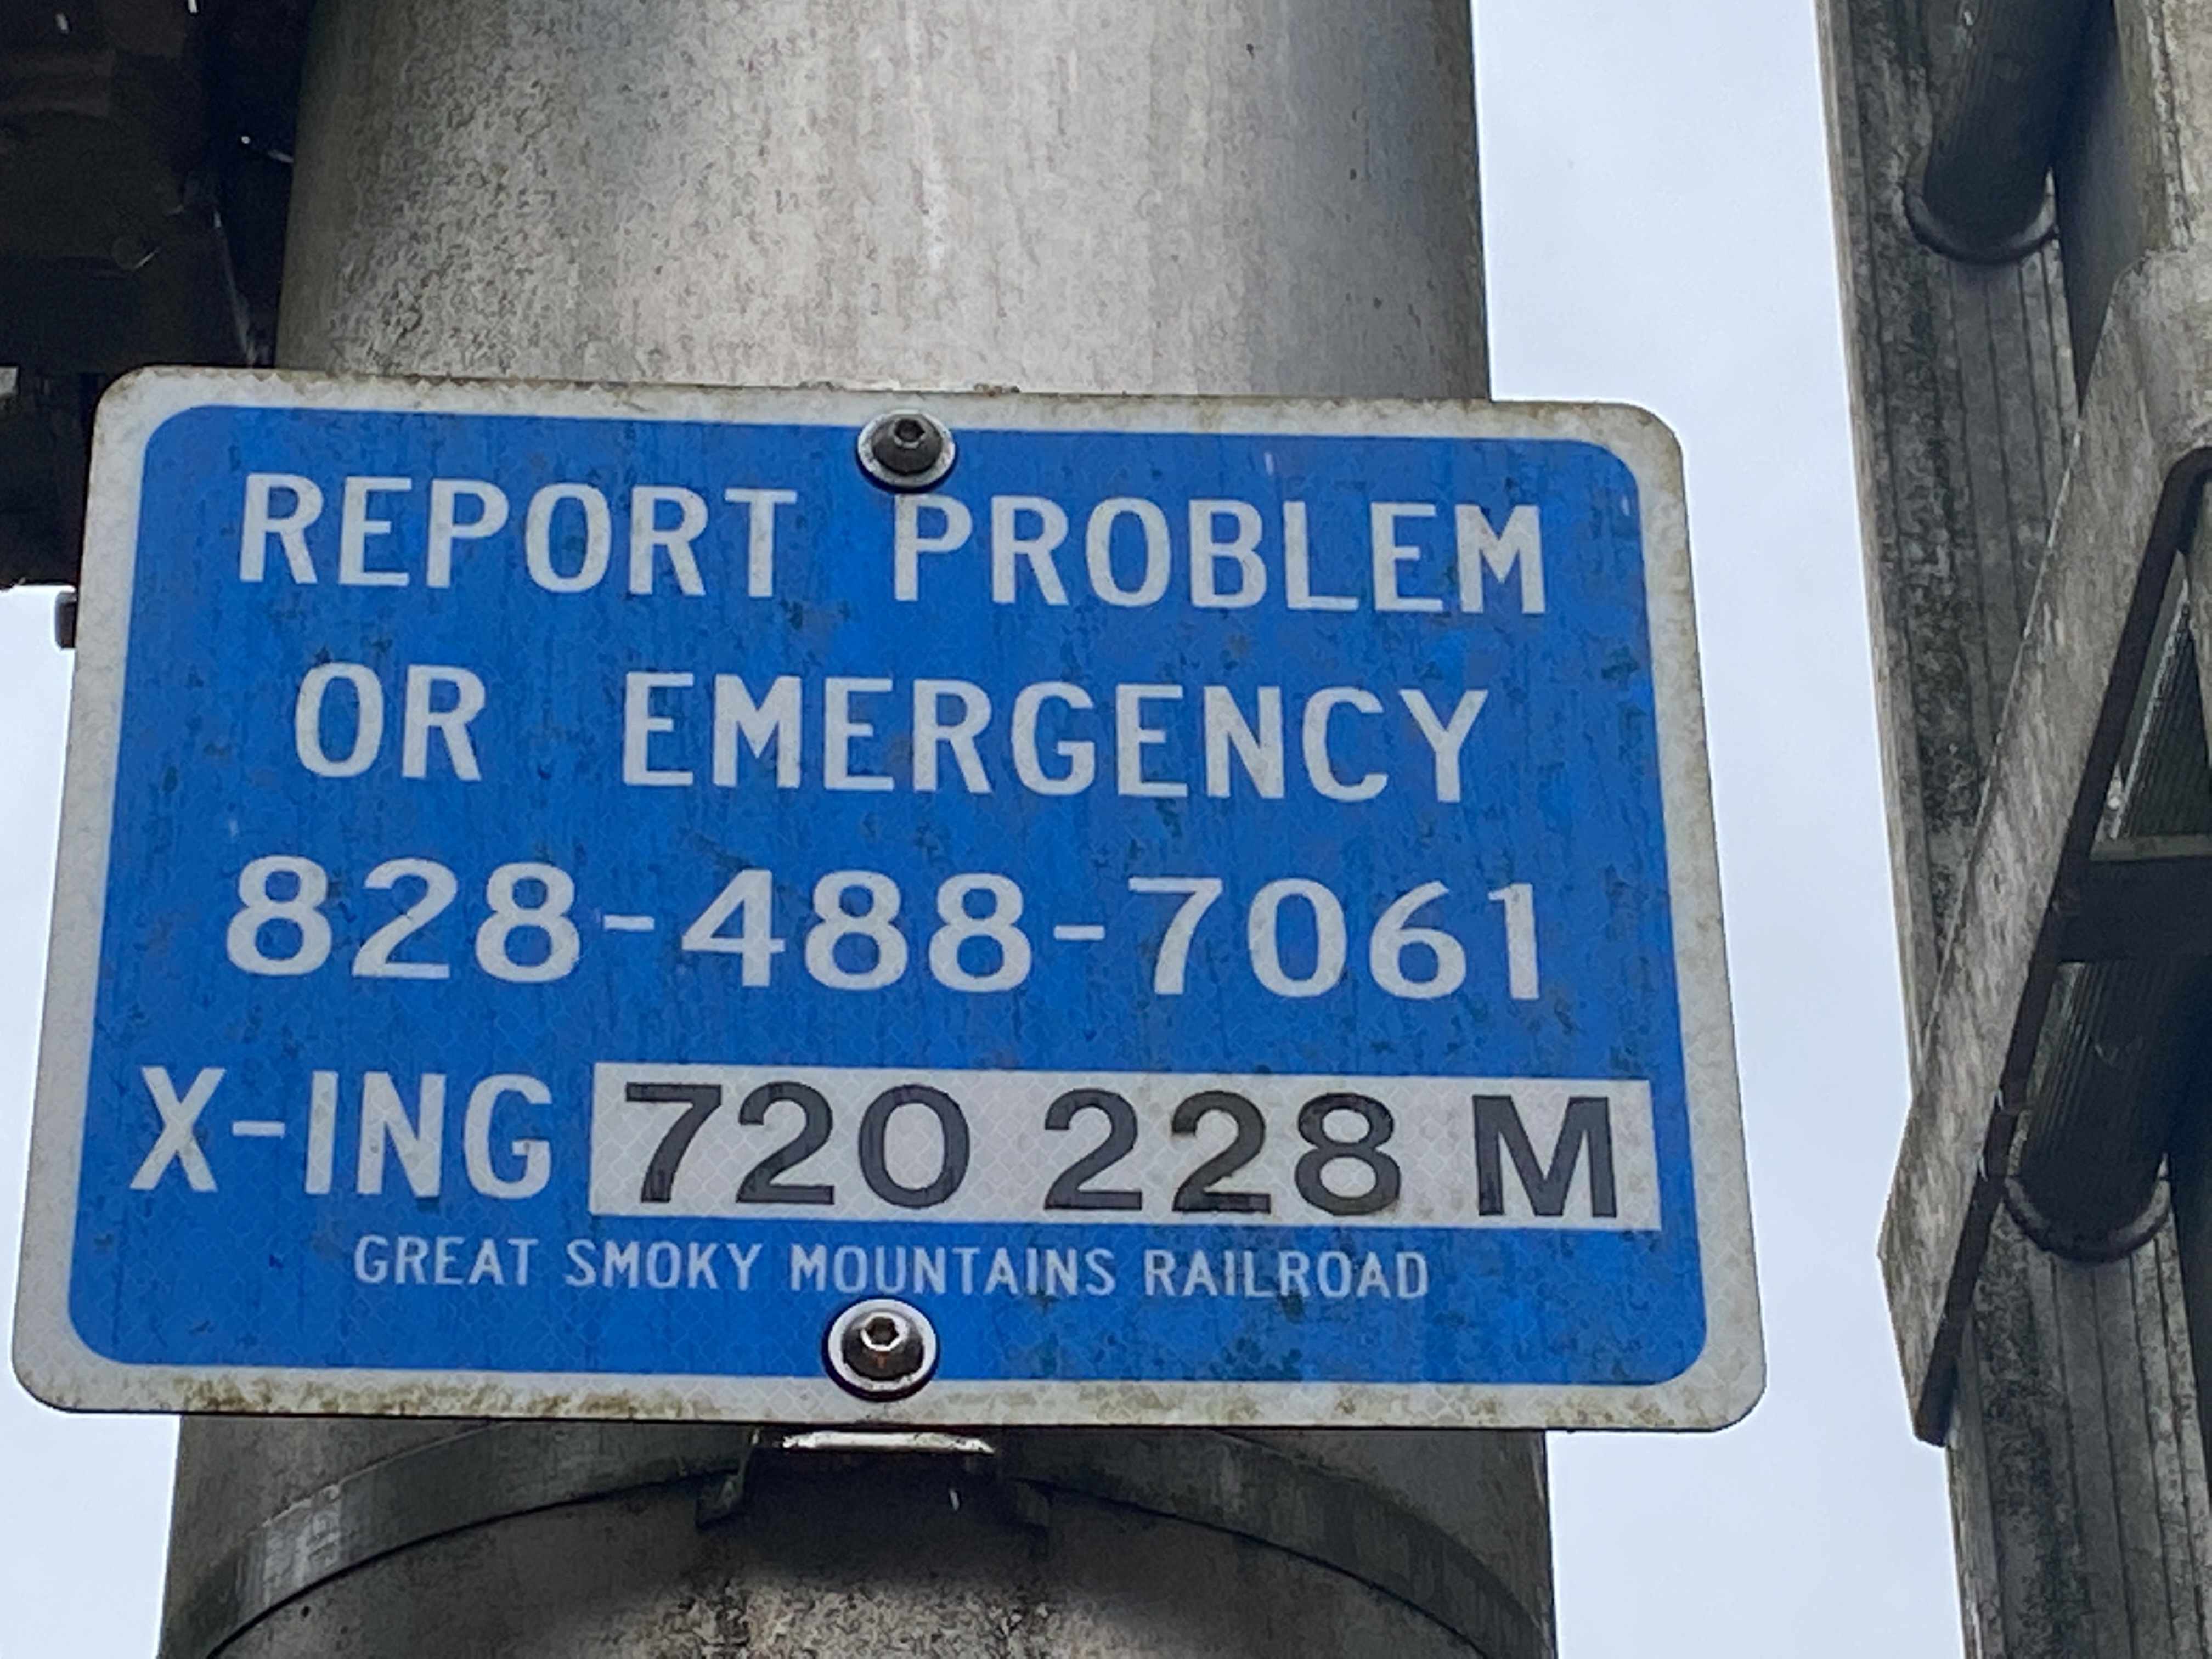 REPORT PROBLEM
OR EMERGENCY
828-488-7061
X-ING 720 228 M
GREAT SMOKY MOUNTAINS RAILROAD